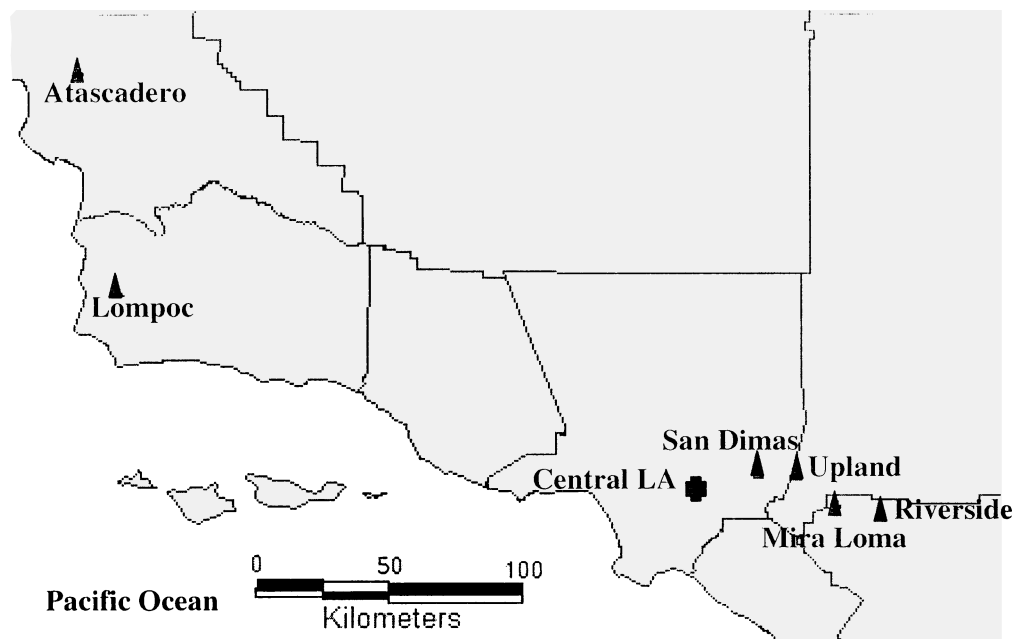 Atascadero
Lompoc
San Dimas
Upland
Central LA
Riverside
Mira Loma
0 50 100
Kilometers
Pacific Ocean